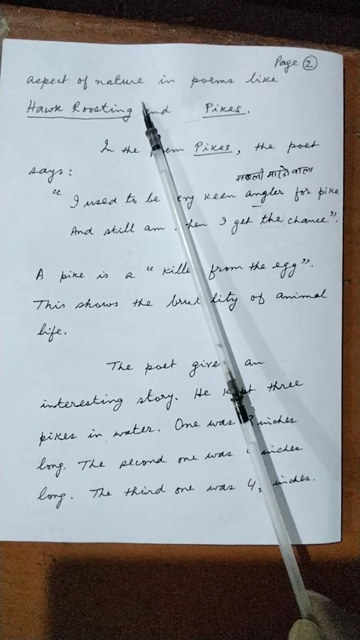 Page 2
aspect of nature in poems like
Hawk Roosting and Pikes.
In the poem Pikes, the poet
says:
मछली मारने वाला
"I used to be very keen angler for pike
And still am when I get the chance".
A pike is a "killer from the egg".
This shows the brutality of animal
life.
The poet gives an
interesting story. He kept three
pikes in water. One was 3 inches
long. The second one was inches
long. The third one was 4½ inches.